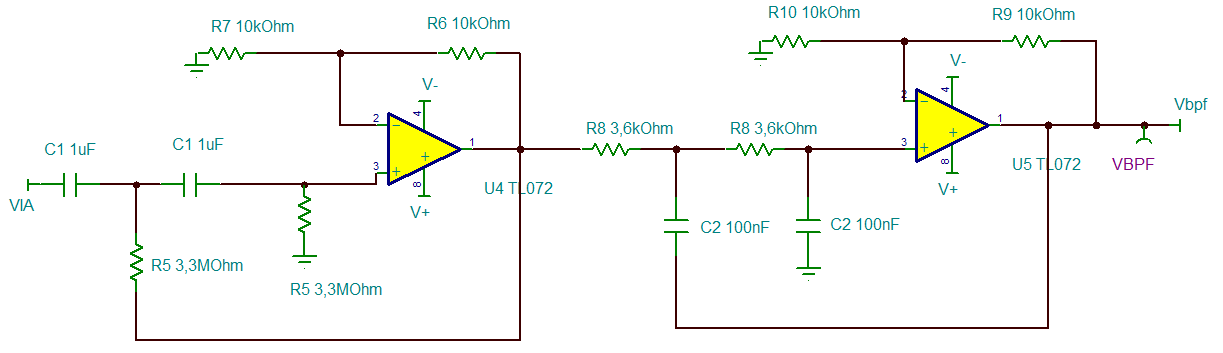 R7 10kOhm
R6 10kOhm
R10 10kOhm
R9 10kOhm
V-
V-
4
4
2
2
Vbpf
C1 1uF
C1 1uF
R8 3,6kOhm
R8 3,6kOhm
1
1
3
3
8
8
VIA
V+
V+
U4 TL072
U5 TL072
VBPF
C2 100nF
C2 100nF
R5 3,3MOhm
R5 3,3MOhm